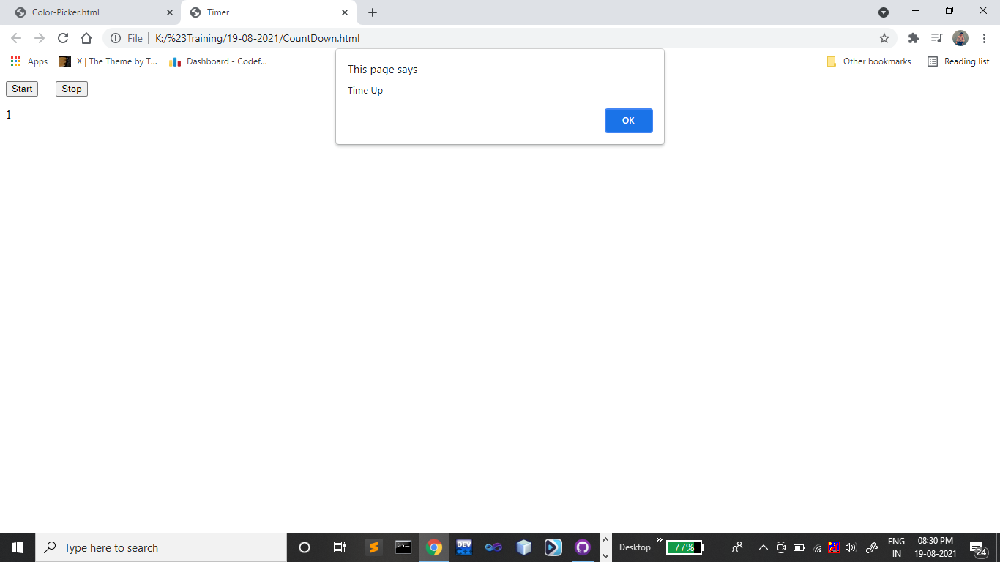 Color-Picker.html
Timer
File
K:/%23Training/19-08-2021/CountDown.html
Apps
X | The Theme by T...
Dashboard - Codef...
Other bookmarks
Reading list
This page says
Time Up
OK
Start
Stop
1
Type here to search
DEV
Desktop
77%
ENG
IN
08:30 PM
19-08-2021
24